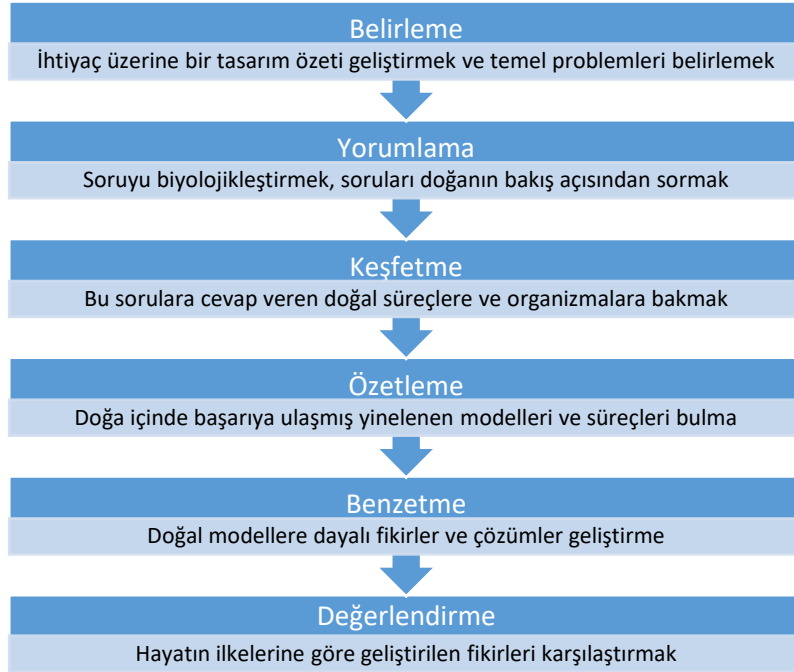 Belirleme
İhtiyaç üzerine bir tasarım özeti geliştirmek ve temel problemleri belirlemek
Yorumlama
Soruyu biyolojikleştirmek, soruları doğanın bakış açısından sormak
Keşfetme
Bu sorulara cevap veren doğal süreçlere ve organizmalara bakmak
Özetleme
Doğa içinde başarıya ulaşmış yinelenen modelleri ve süreçleri bulma
Benzetme
Doğal modellere dayalı fikirler ve çözümler geliştirme
Değerlendirme
Hayatın ilkelerine göre geliştirilen fikirleri karşılaştırmak